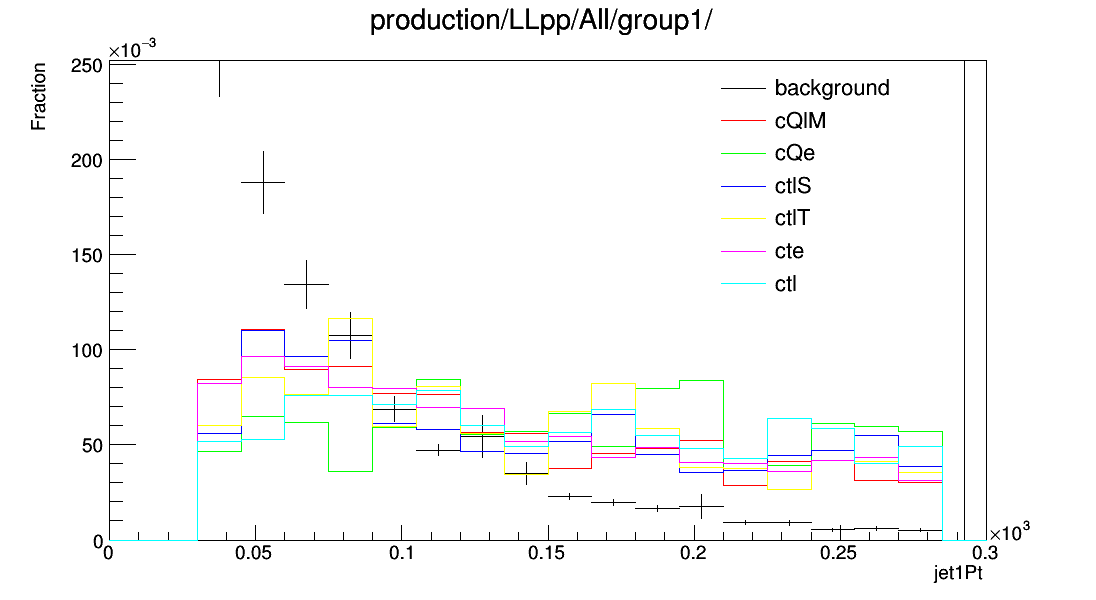 production/LLpp/All/group1/
×10⁻³
Fraction
250
200
150
100
50
0
background
cQlM
cQe
ctlS
ctlT
cte
ctl
0 0.05 0.1 0.15 0.2 0.25 0.3
×10³
jet1Pt